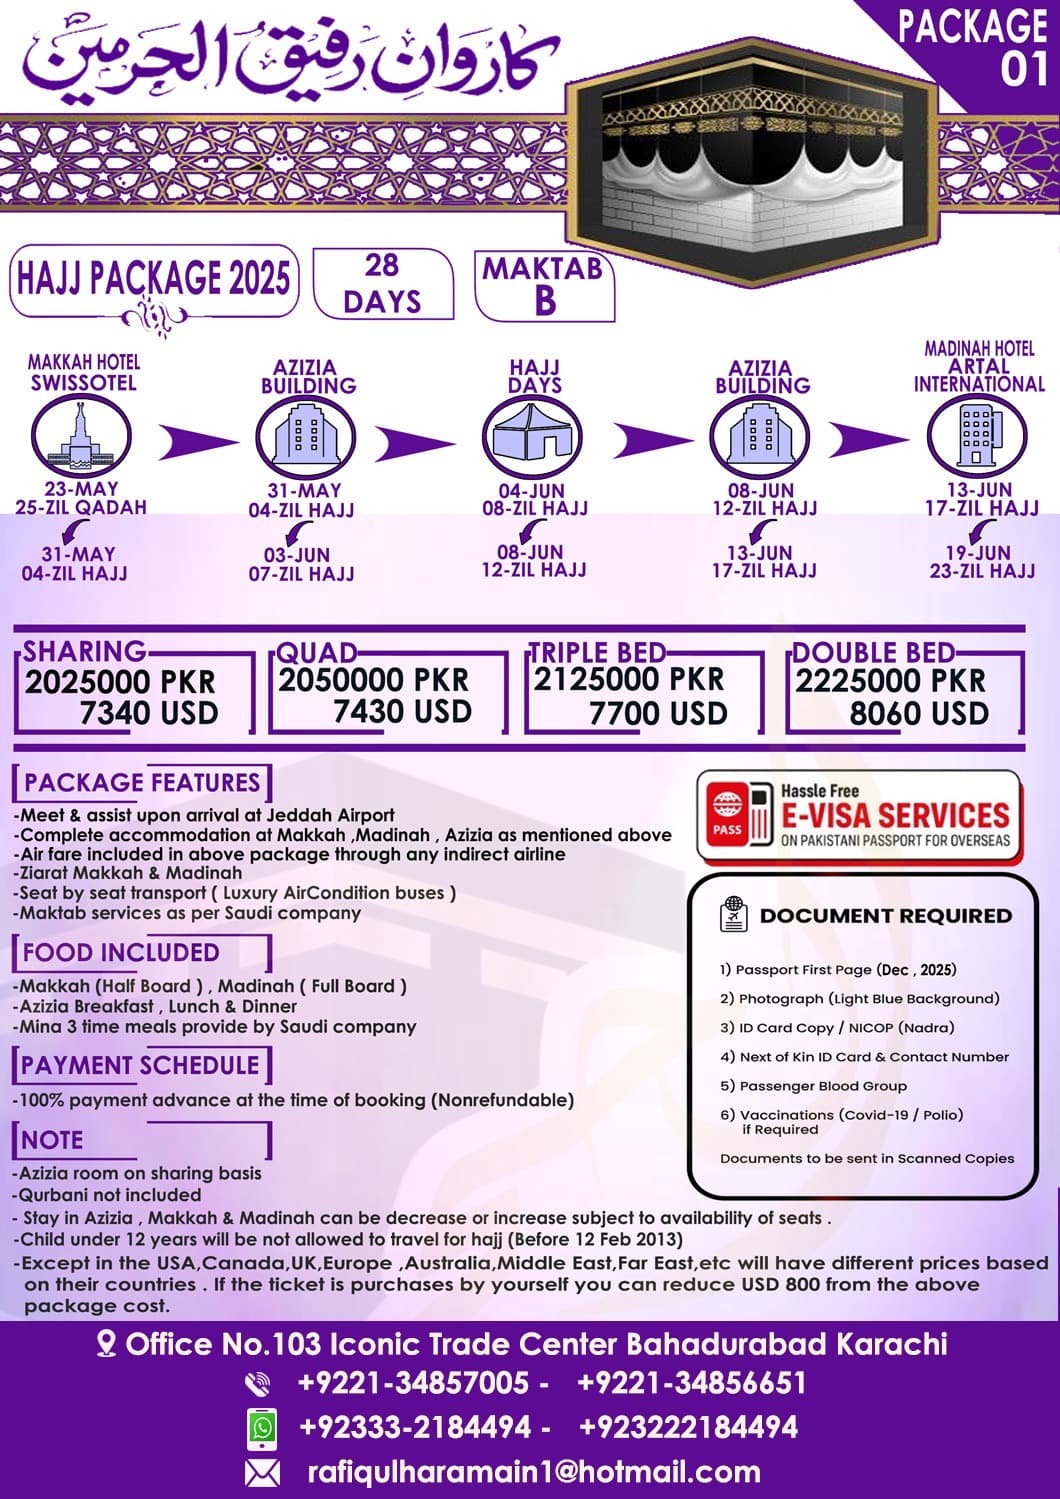 کاروانِ رفیق الحرمین
PACKAGE
01
HAJJ PACKAGE 2025
28
DAYS
MAKTAB
B
MAKKAH HOTEL
SWISSOTEL
23-MAY
25-ZIL QADAH
31-MAY
04-ZIL HAJJ
AZIZIA
BUILDING
31-MAY
04-ZIL HAJJ
03-JUN
07-ZIL HAJJ
HAJJ
DAYS
04-JUN
08-ZIL HAJJ
08-JUN
12-ZIL HAJJ
AZIZIA
BUILDING
08-JUN
12-ZIL HAJJ
13-JUN
17-ZIL HAJJ
MADINAH HOTEL
ARTAL
INTERNATIONAL
13-JUN
17-ZIL HAJJ
19-JUN
23-ZIL HAJJ
SHARING
2025000 PKR
7340 USD
QUAD
2050000 PKR
7430 USD
TRIPLE BED
2125000 PKR
7700 USD
DOUBLE BED
2225000 PKR
8060 USD
PACKAGE FEATURES
-Meet & assist upon arrival at Jeddah Airport
-Complete accommodation at Makkah ,Madinah , Azizia as mentioned above
-Air fare included in above package through any indirect airline
-Ziarat Makkah & Madinah
-Seat by seat transport ( Luxury AirCondition buses )
-Maktab services as per Saudi company
FOOD INCLUDED
-Makkah (Half Board ) , Madinah ( Full Board )
-Azizia Breakfast , Lunch & Dinner
-Mina 3 time meals provide by Saudi company
PAYMENT SCHEDULE
-100% payment advance at the time of booking (Nonrefundable)
NOTE
-Azizia room on sharing basis
-Qurbani not included
- Stay in Azizia , Makkah & Madinah can be decrease or increase subject to availability of seats .
-Child under 12 years will be not allowed to travel for hajj (Before 12 Feb 2013)
-Except in the USA,Canada,UK,Europe ,Australia,Middle East,Far East,etc will have different prices based
on their countries . If the ticket is purchases by yourself you can reduce USD 800 from the above
package cost.
PASS
Hassle Free
E-VISA SERVICES
ON PAKISTANI PASSPORT FOR OVERSEAS
DOCUMENT REQUIRED
1) Passport First Page (Dec , 2025)
2) Photograph (Light Blue Background)
3) ID Card Copy / NICOP (Nadra)
4) Next of Kin ID Card & Contact Number
5) Passenger Blood Group
6) Vaccinations (Covid-19 / Polio)
if Required
Documents to be sent in Scanned Copies
Office No.103 Iconic Trade Center Bahadurabad Karachi
+9221-34857005 - +9221-34856651
+92333-2184494 - +923222184494
rafiqulharamain1@hotmail.com